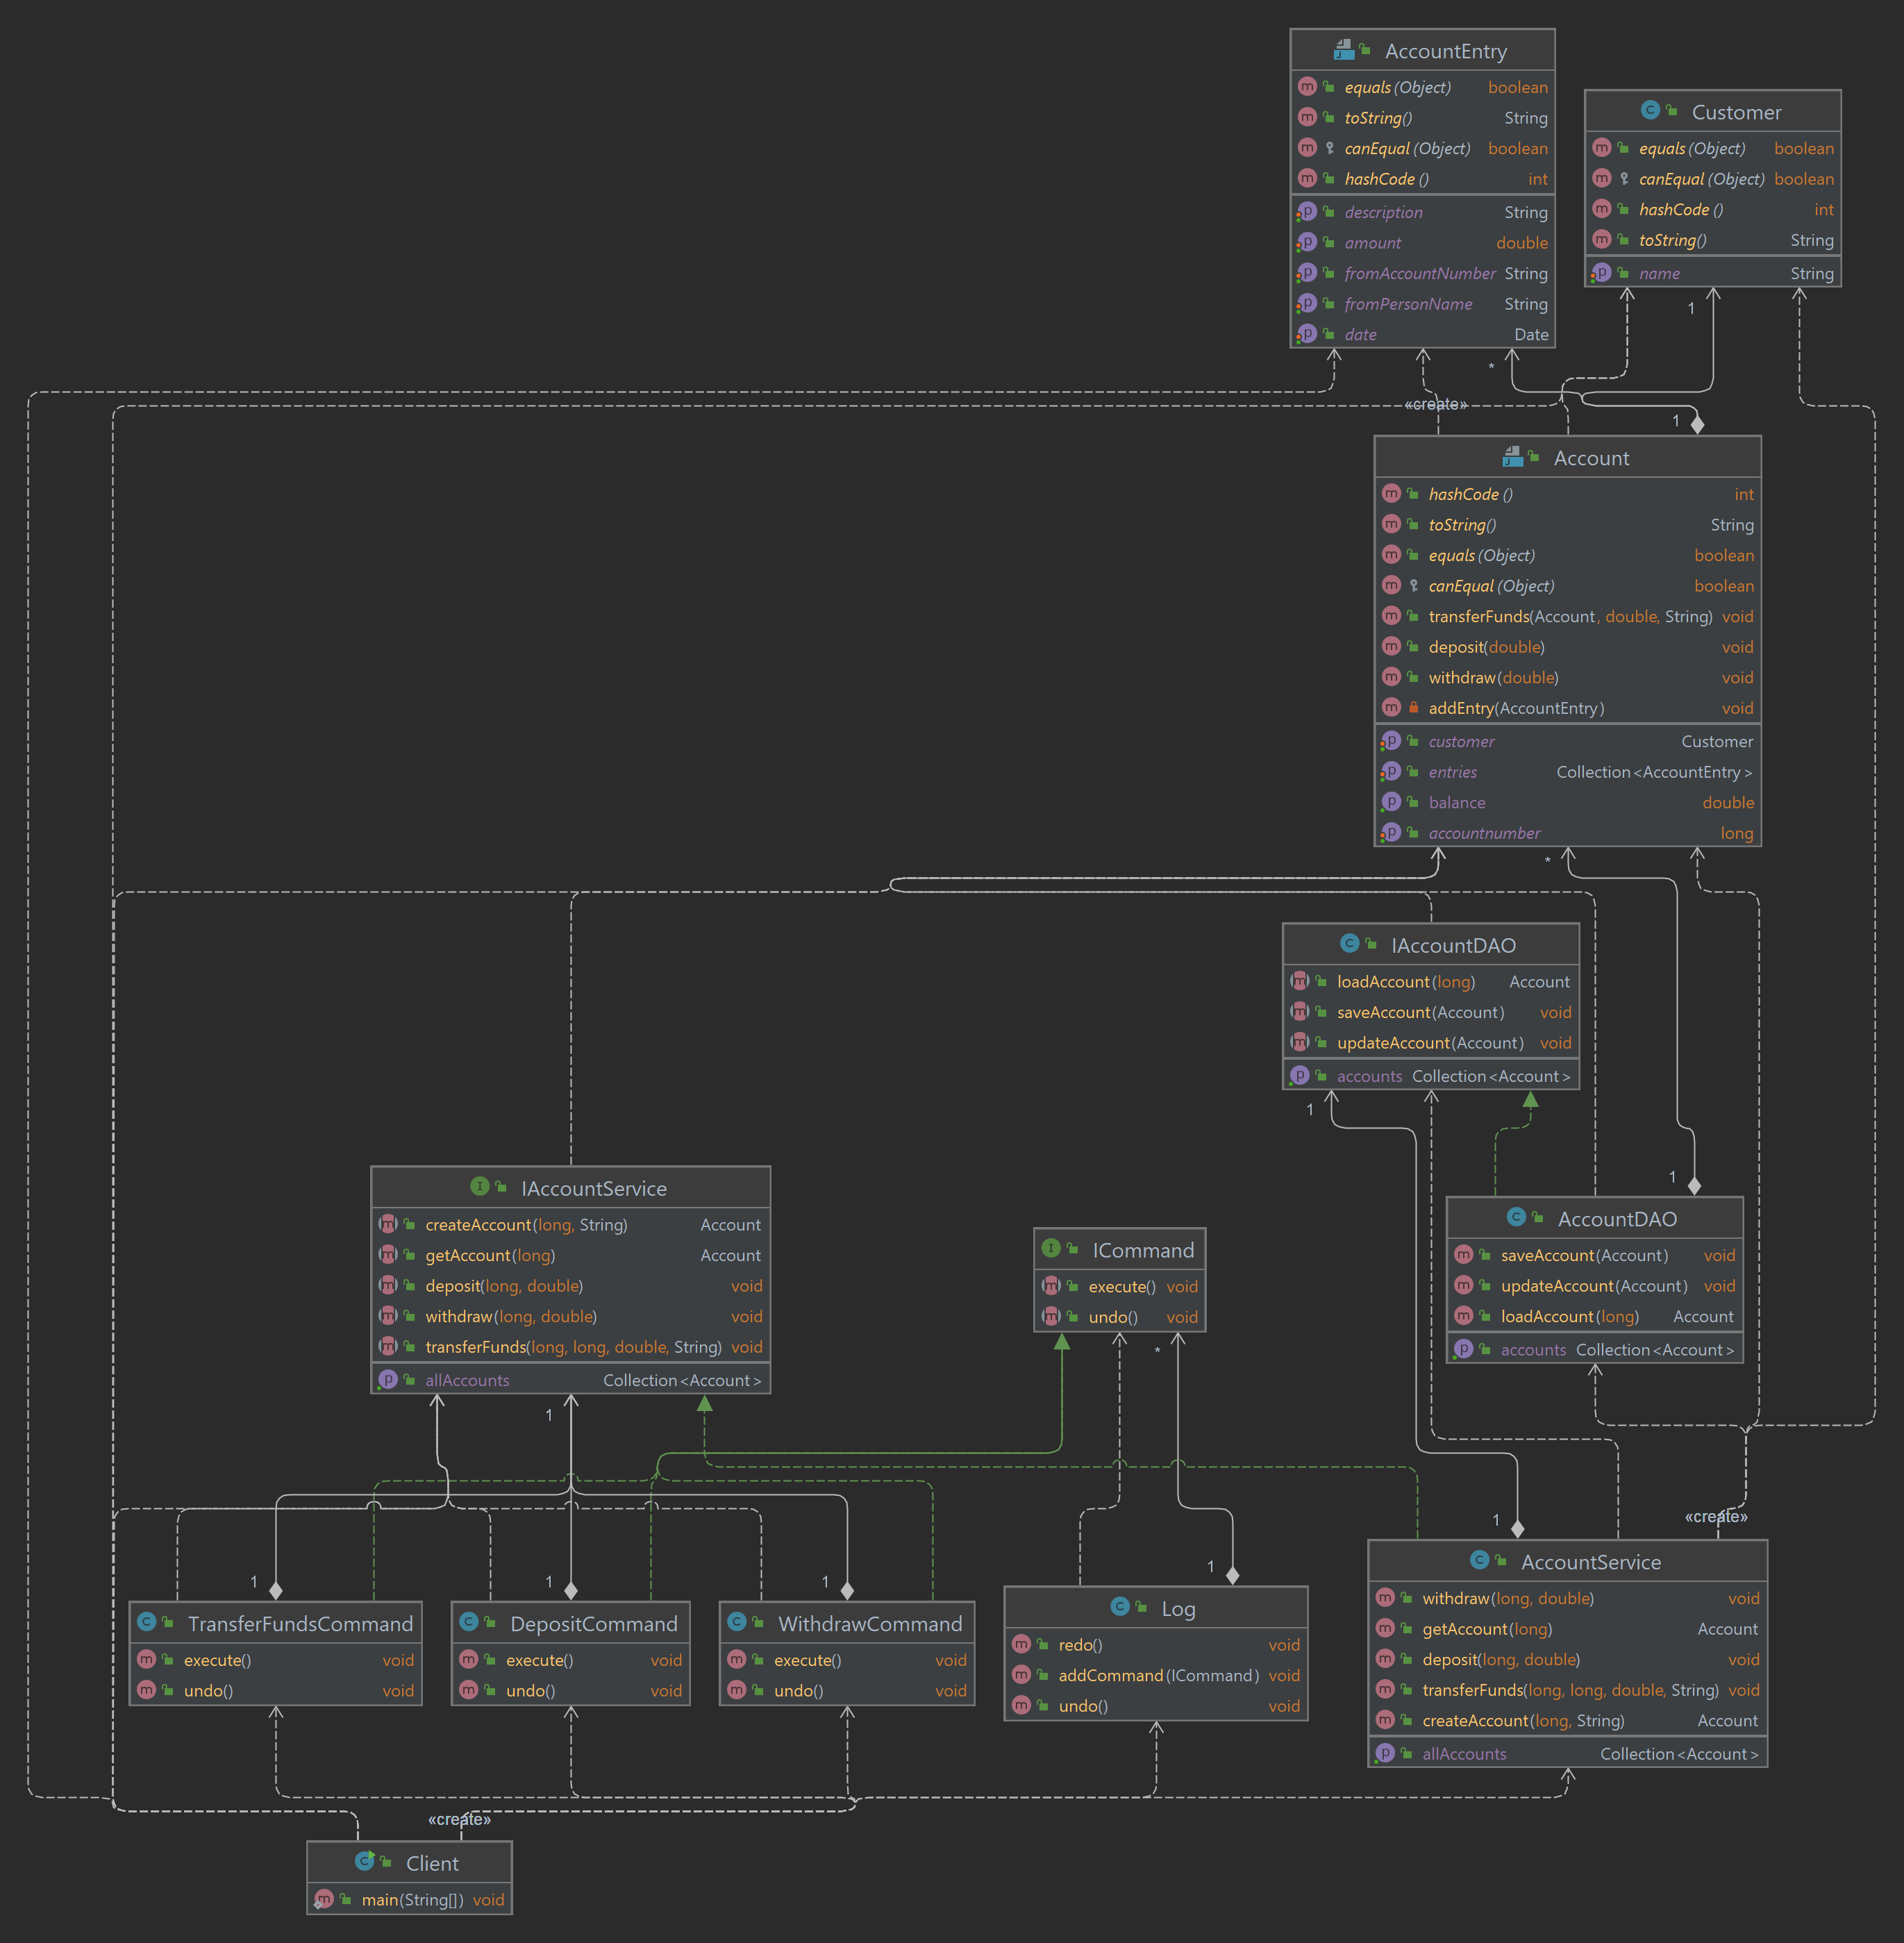 AccountEntry
equals(Object) boolean
toString() String
canEqual(Object) boolean
hashCode() int
description String
amount double
fromAccountNumber String
fromPersonName String
date Date
Customer
equals(Object) boolean
canEqual(Object) boolean
hashCode() int
toString() String
name String
1
*
«create»
1
Account
hashCode() int
toString() String
equals(Object) boolean
canEqual(Object) boolean
transferFunds(Account, double, String) void
deposit(double) void
withdraw(double) void
addEntry(AccountEntry) void
customer Customer
entries Collection<AccountEntry>
balance double
accountnumber long
*
IAccountDAO
loadAccount(long) Account
saveAccount(Account) void
updateAccount(Account) void
accounts Collection<Account>
1
1
IAccountService
createAccount(long, String) Account
getAccount(long) Account
deposit(long, double) void
withdraw(long, double) void
transferFunds(long, long, double, String) void
allAccounts Collection<Account>
1
ICommand
execute() void
undo() void
*
AccountDAO
saveAccount(Account) void
updateAccount(Account) void
loadAccount(long) Account
accounts Collection<Account>
1
«create»
1
1
1
1
TransferFundsCommand
execute() void
undo() void
DepositCommand
execute() void
undo() void
WithdrawCommand
execute() void
undo() void
Log
redo() void
addCommand(ICommand) void
undo() void
AccountService
withdraw(long, double) void
getAccount(long) Account
deposit(long, double) void
transferFunds(long, long, double, String) void
createAccount(long, String) Account
allAccounts Collection<Account>
«create»
Client
main(String[]) void